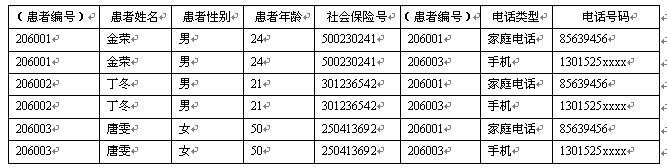 （患者编号） 患者姓名 患者性别 患者年龄 社会保险号 （患者编号） 电话类型 电话号码
206001 金荣 男 24 500230241 206001 家庭电话 85639456
206001 金荣 男 24 500230241 206003 手机 1301525xxxx
206002 丁冬 男 21 301236542 206001 家庭电话 85639456
206002 丁冬 男 21 301236542 206003 手机 1301525xxxx
206003 唐雯 女 50 250413692 206001 家庭电话 85639456
206003 唐雯 女 50 250413692 206003 手机 1301525xxxx